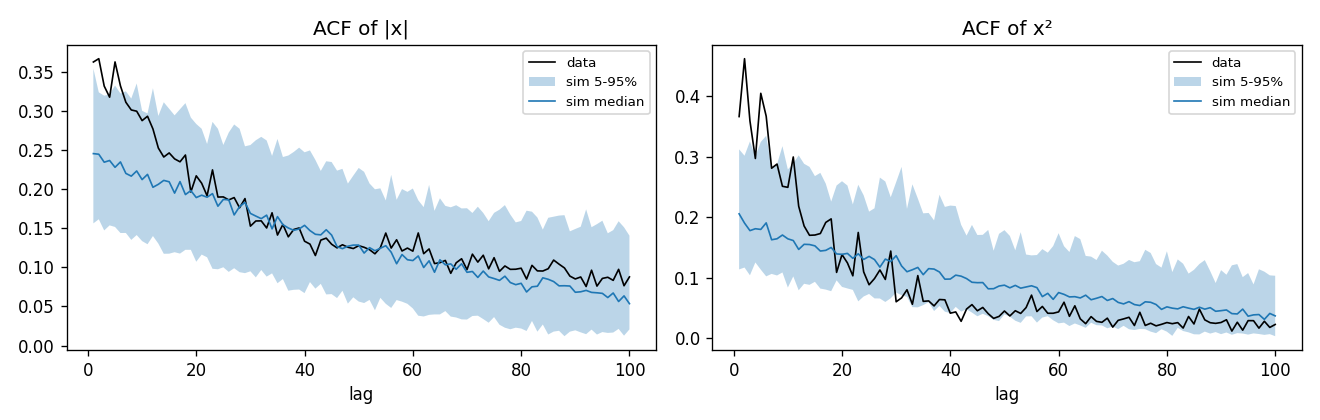 ACF of |x|
0.35
0.30
0.25
0.20
0.15
0.10
0.05
0.00
0 20 40 60 80 100
lag
data
sim 5-95%
sim median
ACF of x²
0.4
0.3
0.2
0.1
0.0
0 20 40 60 80 100
lag
data
sim 5-95%
sim median